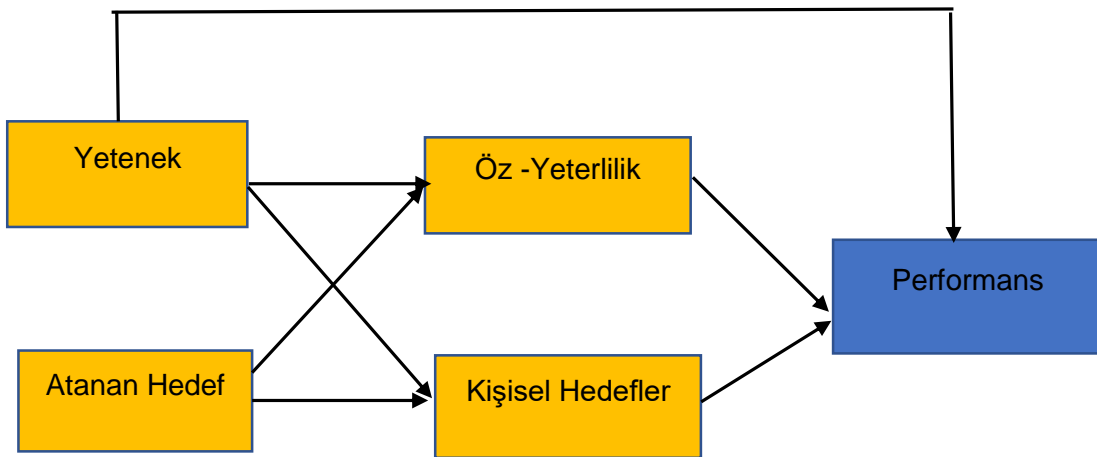 Yetenek
Öz -Yeterlilik
Performans
Atanan Hedef
Kişisel Hedefler